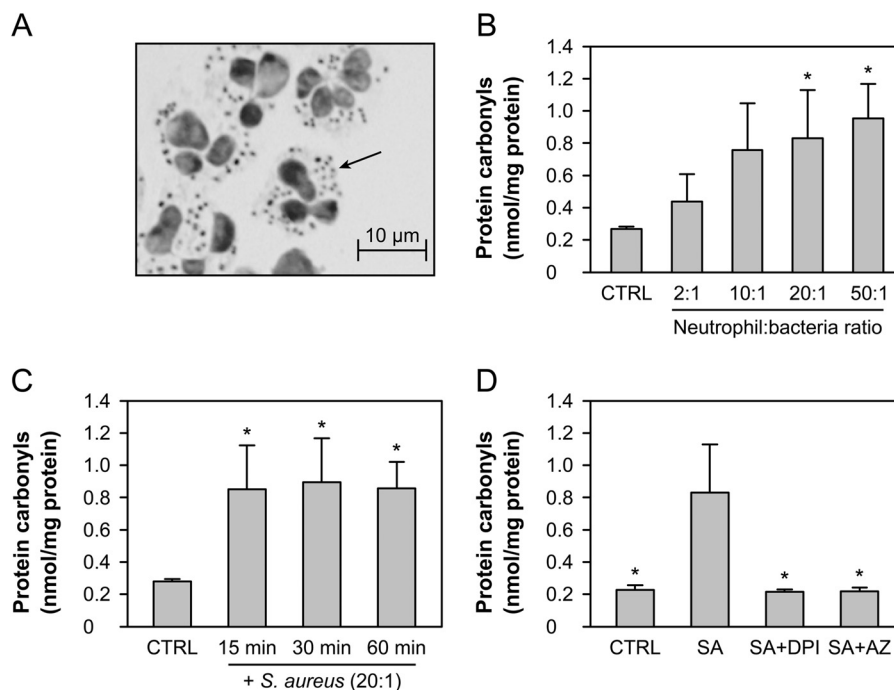 A
10 µm
B
Protein carbonyls
(nmol/mg protein)
1.4
1.2
1.0
0.8
0.6
0.4
0.2
0
*
*
CTRL 2:1 10:1 20:1 50:1
Neutrophil:bacteria ratio
C
Protein carbonyls
(nmol/mg protein)
1.4
1.2
1.0
0.8
0.6
0.4
0.2
0
*
*
*
CTRL 15 min 30 min 60 min
+ S. aureus (20:1)
D
Protein carbonyls
(nmol/mg protein)
1.4
1.2
1.0
0.8
0.6
0.4
0.2
0
*
*
*
CTRL SA SA+DPI SA+AZ